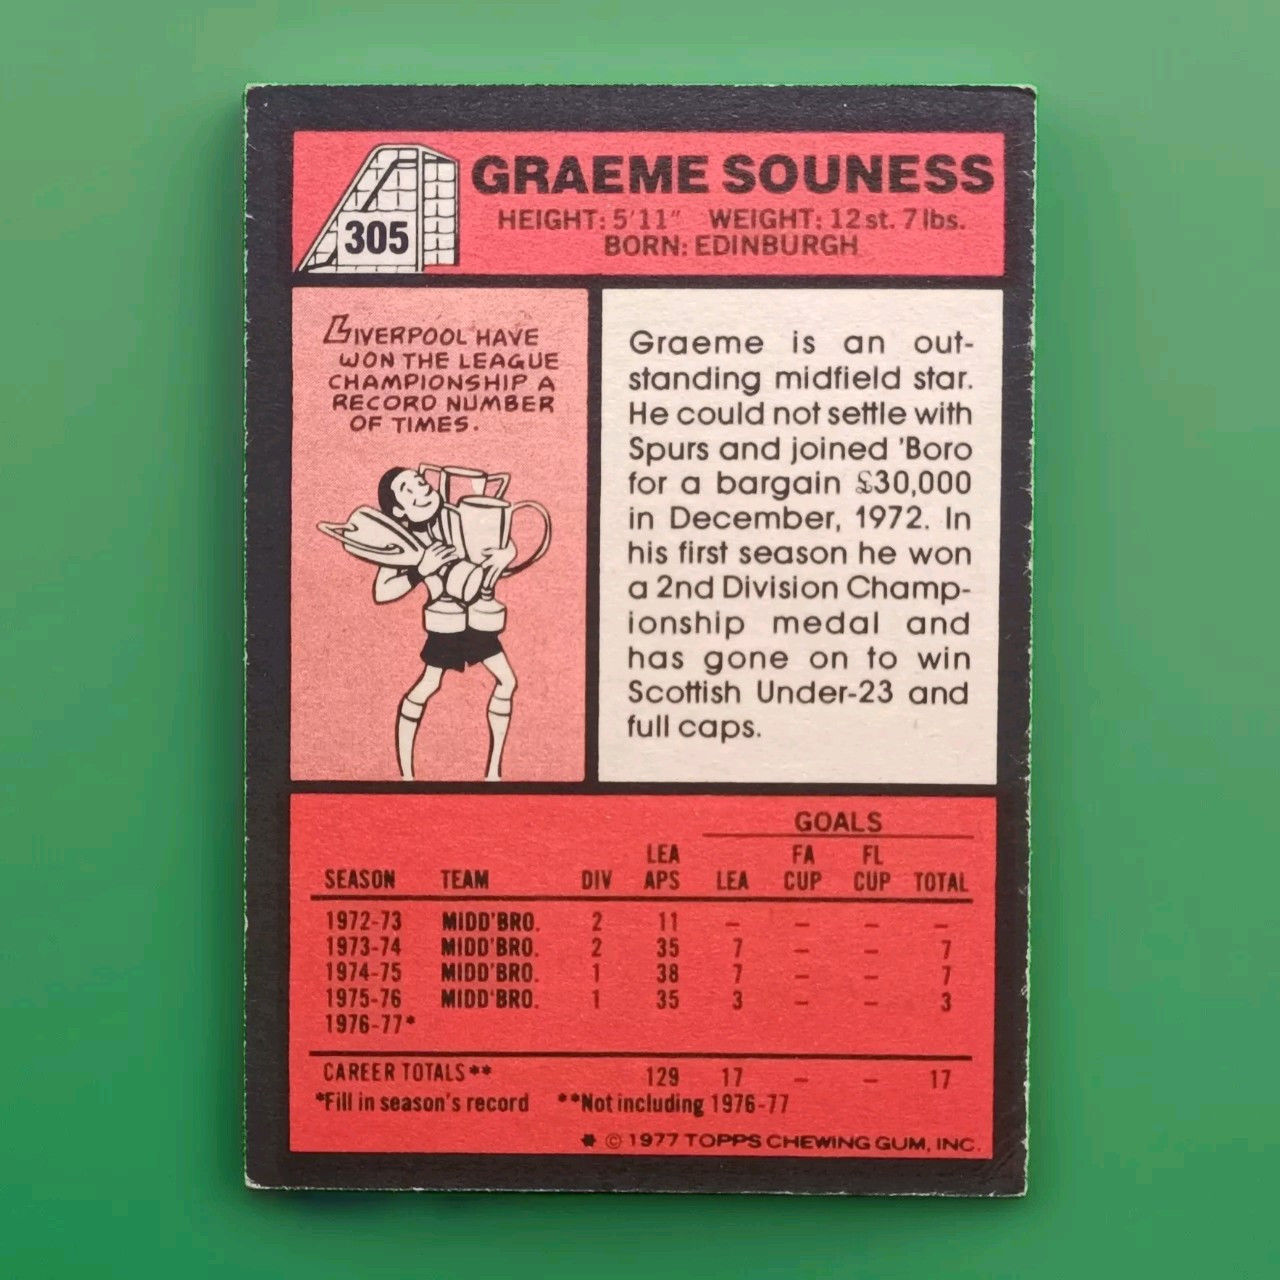 305
GRAEME SOUNESS
HEIGHT: 5'11" WEIGHT: 12 st. 7 lbs.
BORN: EDINBURGH
LIVERPOOL HAVE
WON THE LEAGUE
CHAMPIONSHIP A
RECORD NUMBER
OF TIMES.
Graeme is an out-
standing midfield star.
He could not settle with
Spurs and joined 'Boro
for a bargain £30,000
in December, 1972. In
his first season he won
a 2nd Division Champ-
ionship medal and
has gone on to win
Scottish Under-23 and
full caps.
GOALS
LEA FA FL
SEASON TEAM DIV APS LEA CUP CUP TOTAL
1972-73 MIDD'BRO. 2 11 – – – –
1973-74 MIDD'BRO. 2 35 7 – – 7
1974-75 MIDD'BRO. 1 38 7 – – 7
1975-76 MIDD'BRO. 1 35 3 – – 3
1976-77*
CAREER TOTALS** 129 17 – – 17
*Fill in season's record **Not including 1976-77
* © 1977 TOPPS CHEWING GUM, INC.